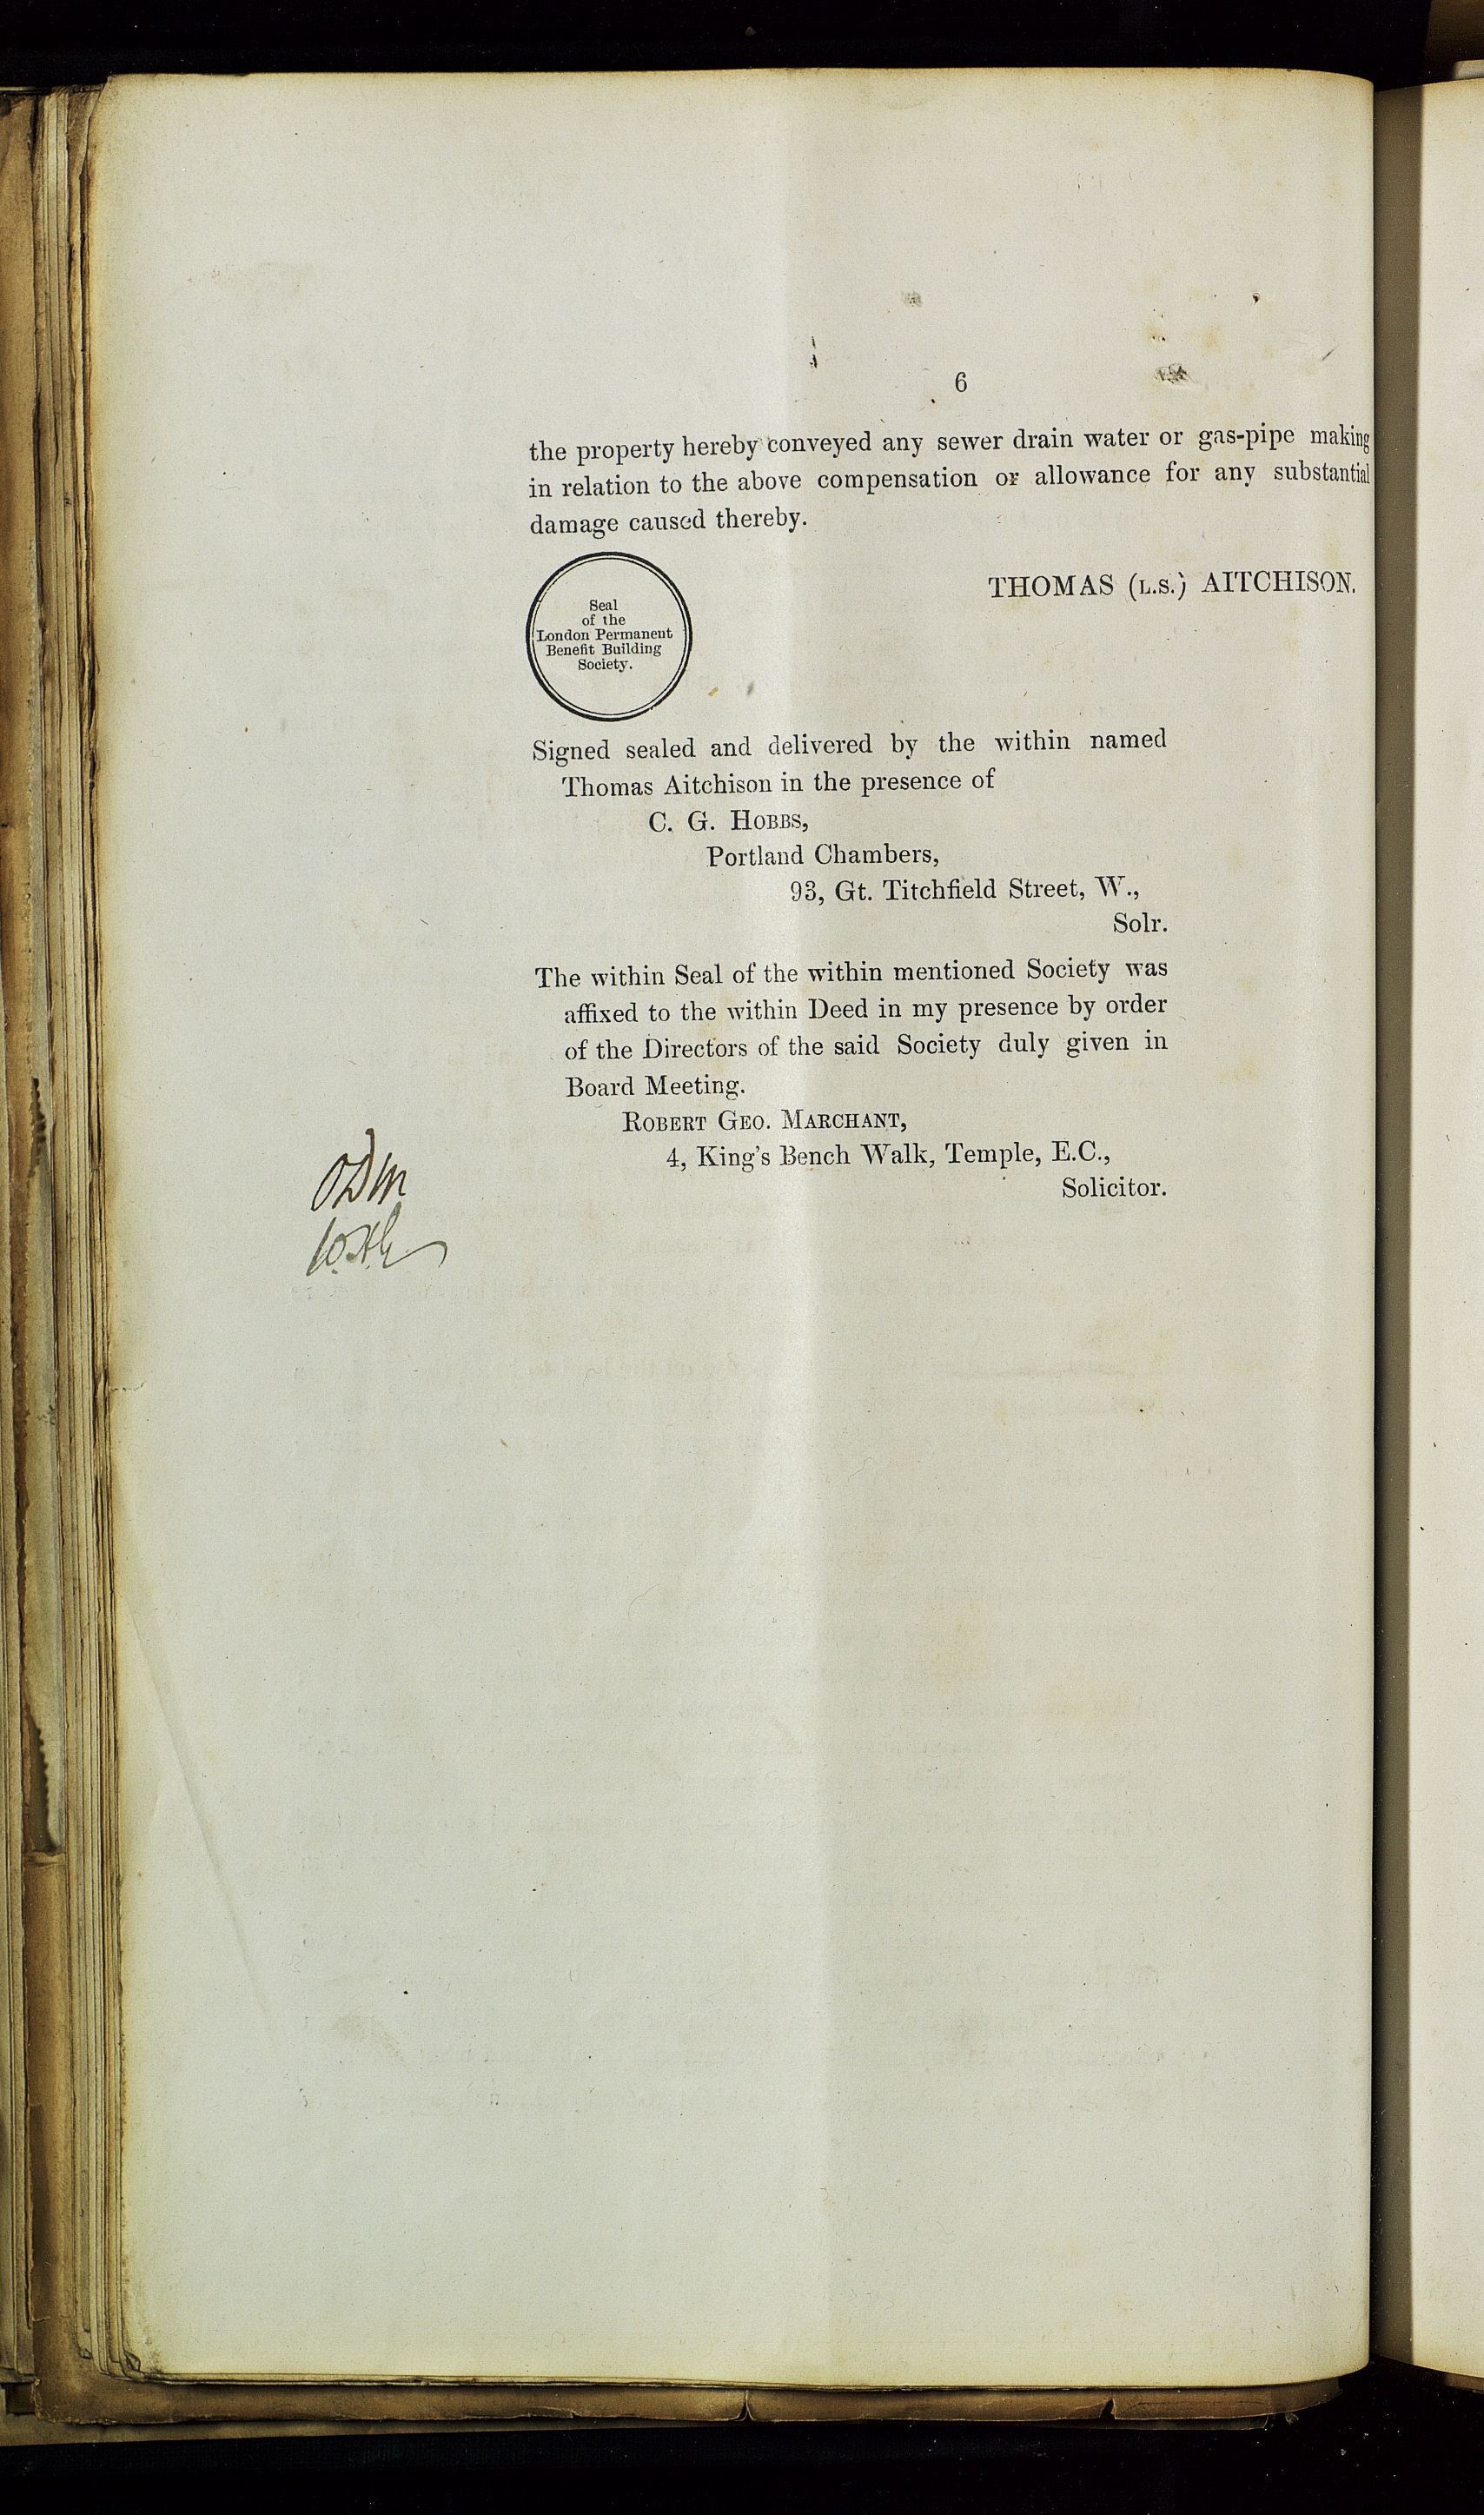 6
the property hereby conveyed any sewer drain water or gas-pipe making
in relation to the above compensation or allowance for any substantial
damage caused thereby.
THOMAS (L.S.) AITCHISON.
Seal
of the
London Permanent
Benefit Building
Society.
Signed sealed and delivered by the within named
Thomas Aitchison in the presence of
C. G. HOBBS,
Portland Chambers,
93, Gt. Titchfield Street, W.,
Solr.
The within Seal of the within mentioned Society was
affixed to the within Deed in my presence by order
of the Directors of the said Society duly given in
Board Meeting.
ROBERT GEO. MARCHANT,
4, King's Bench Walk, Temple, E.C.,
Solicitor.